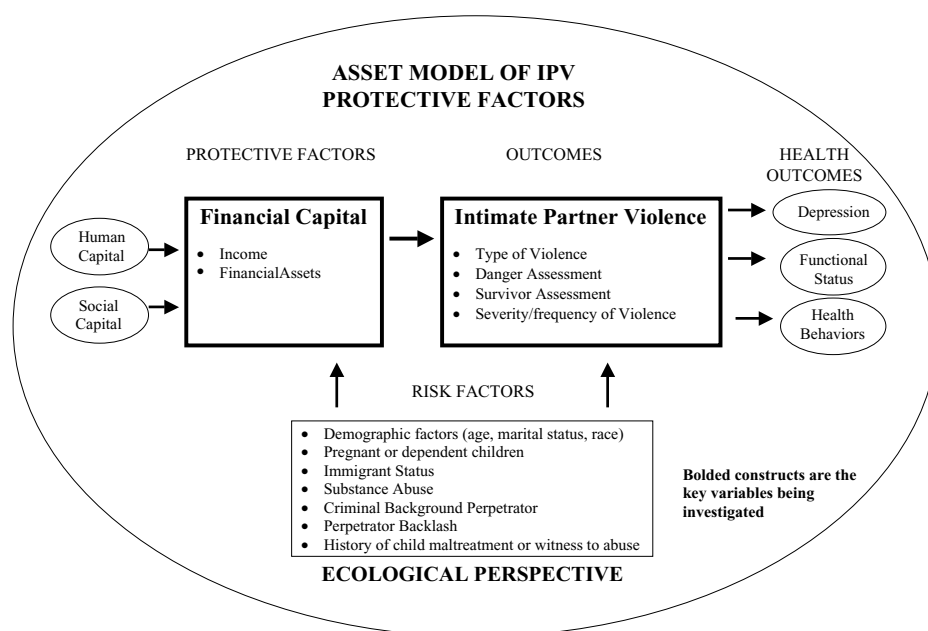 ASSET MODEL OF IPV
PROTECTIVE FACTORS
PROTECTIVE FACTORS
OUTCOMES
HEALTH
OUTCOMES
Human
Capital
Social
Capital
Financial Capital
• Income
• FinancialAssets
Intimate Partner Violence
• Type of Violence
• Danger Assessment
• Survivor Assessment
• Severity/frequency of Violence
Depression
Functional
Status
Health
Behaviors
RISK FACTORS
• Demographic factors (age, marital status, race)
• Pregnant or dependent children
• Immigrant Status
• Substance Abuse
• Criminal Background Perpetrator
• Perpetrator Backlash
• History of child maltreatment or witness to abuse
Bolded constructs are the
key variables being
investigated
ECOLOGICAL PERSPECTIVE